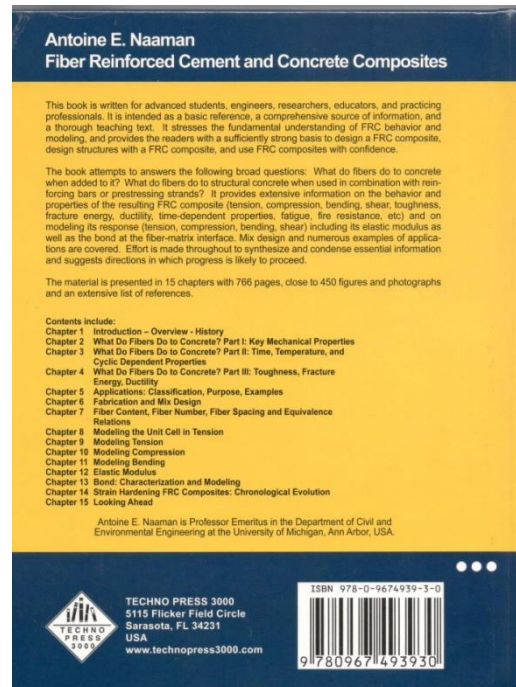 Antoine E. Naaman
Fiber Reinforced Cement and Concrete Composites
This book is written for advanced students, engineers, researchers, educators, and practicing
professionals. It is intended as a basic reference, a comprehensive source of information, and
a thorough teaching text. It stresses the fundamental understanding of FRC behavior and
modeling, and provides the readers with a sufficiently strong basis to design a FRC composite,
design structures with a FRC composite, and use FRC composites with confidence.
The book attempts to answers the following broad questions: What do fibers do to concrete
when added to it? What do fibers do to structural concrete when used in combination with rein-
forcing bars or prestressing strands? It provides extensive information on the behavior and
properties of the resulting FRC composite (tension, compression, bending, shear, toughness,
fracture energy, ductility, time-dependent properties, fatigue, fire resistance, etc) and on
modeling its response (tension, compression, bending, shear) including its elastic modulus as
well as the bond at the fiber-matrix interface. Mix design and numerous examples of applica-
tions are covered. Effort is made throughout to synthesize and condense essential information
and suggests directions in which progress is likely to proceed.
The material is presented in 15 chapters with 766 pages, close to 450 figures and photographs
and an extensive list of references.
Contents include:
Chapter 1 Introduction – Overview - History
Chapter 2 What Do Fibers Do to Concrete? Part I: Key Mechanical Properties
Chapter 3 What Do Fibers Do to Concrete? Part II: Time, Temperature, and
Cyclic Dependent Properties
Chapter 4 What Do Fibers Do to Concrete? Part III: Toughness, Fracture
Energy, Ductility
Chapter 5 Applications: Classification, Purpose, Examples
Chapter 6 Fabrication and Mix Design
Chapter 7 Fiber Content, Fiber Number, Fiber Spacing and Equivalence
Relations
Chapter 8 Modeling the Unit Cell in Tension
Chapter 9 Modeling Tension
Chapter 10 Modeling Compression
Chapter 11 Modeling Bending
Chapter 12 Elastic Modulus
Chapter 13 Bond: Characterization and Modeling
Chapter 14 Strain Hardening FRC Composites: Chronological Evolution
Chapter 15 Looking Ahead
Antoine E. Naaman is Professor Emeritus in the Department of Civil and
Environmental Engineering at the University of Michigan, Ann Arbor, USA.
TECHNO
PRESS
3000
TECHNO PRESS 3000
5115 Flicker Field Circle
Sarasota, FL 34231
USA
www.technopress3000.com
ISBN 978-0-9674939-3-0
9 780967 493930